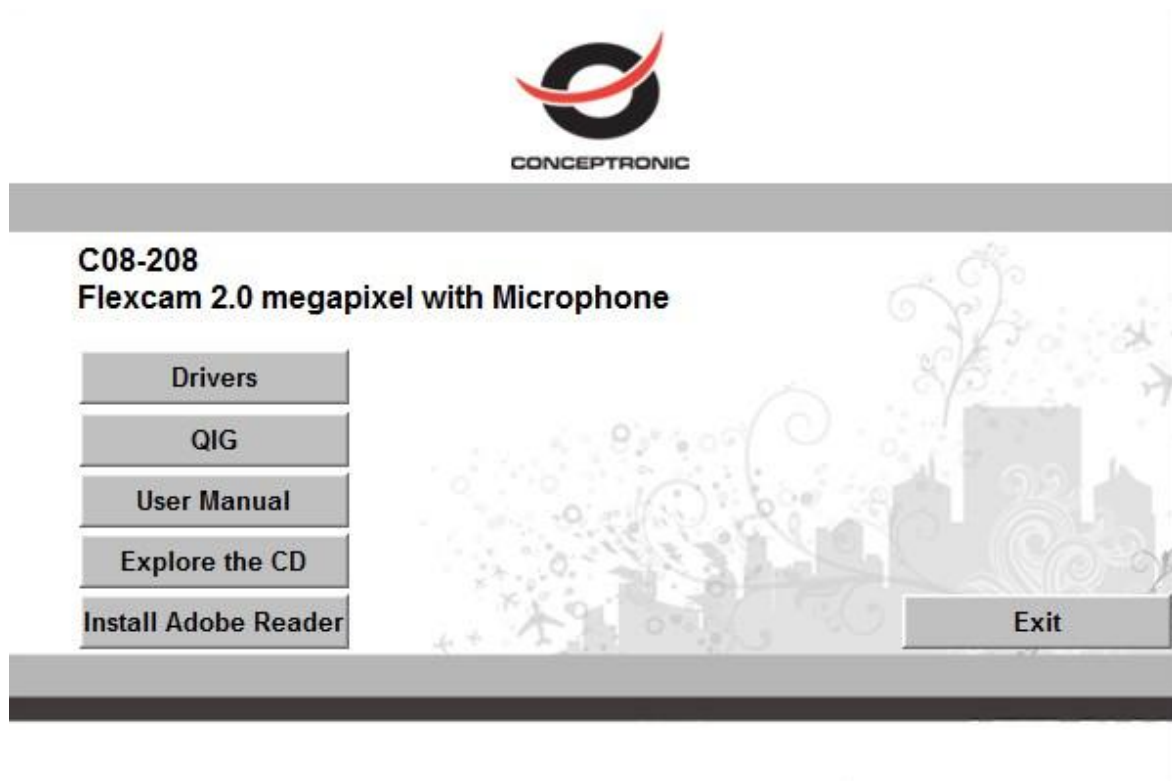 CONCEPTRONIC
C08-208
Flexcam 2.0 megapixel with Microphone
Drivers
QIG
User Manual
Explore the CD
Install Adobe Reader
Exit